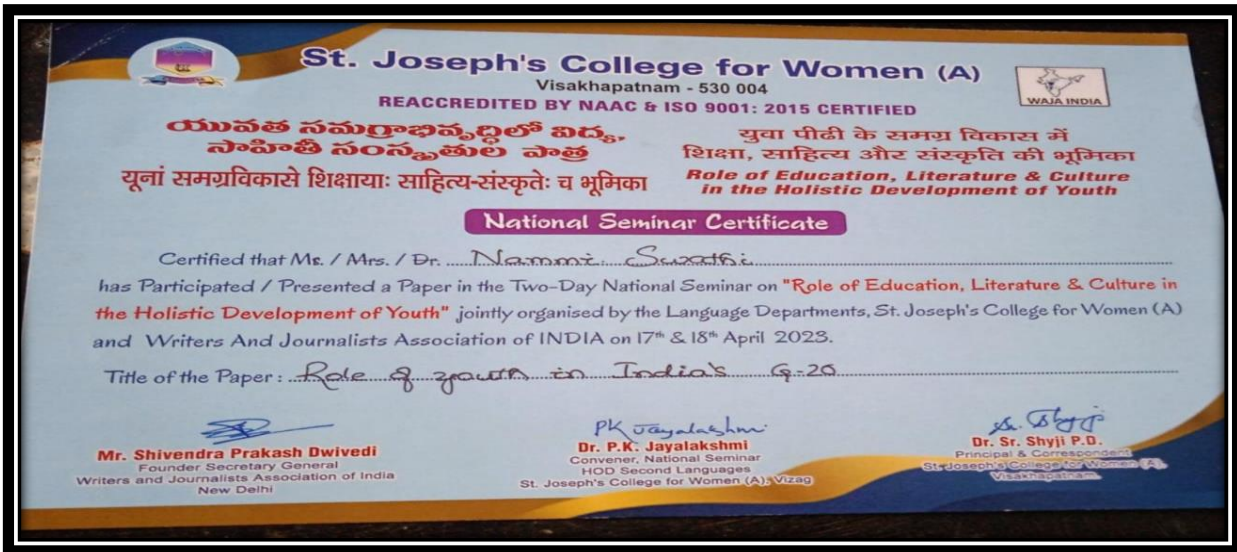 St. Joseph's College for Women (A)
Visakhapatnam - 530 004
REACCREDITED BY NAAC & ISO 9001: 2015 CERTIFIED
WAJA INDIA
యువత సమగ్రాభివృద్ధిలో విద్య,
సాహితీ సంస్కృతుల పాత్ర
यूनां समग्रविकासे शिक्षायाः साहित्य-संस्कृतेः च भूमिका
युवा पीढी के समग्र विकास में
शिक्षा, साहित्य और संस्कृति की भूमिका
Role of Education, Literature & Culture
in the Holistic Development of Youth
National Seminar Certificate
Certified that Ms. / Mrs. / Dr. Nammi Swathi
has Participated / Presented a Paper in the Two-Day National Seminar on "Role of Education, Literature & Culture in
the Holistic Development of Youth" jointly organised by the Language Departments, St. Joseph's College for Women (A)
and Writers And Journalists Association of INDIA on 17th & 18th April 2023.
Title of the Paper : Role of youth in India's G-20
PK Jayalakshmi
Mr. Shivendra Prakash Dwivedi
Founder Secretary General
Writers and Journalists Association of India
New Delhi
Dr. P.K. Jayalakshmi
Convener, National Seminar
HOD Second Languages
St. Joseph's College for Women (A), Vizag
Sr. Shyji
Dr. Sr. Shyji P.D.
Principal & Correspondent
St. Joseph's College for Women (A),
Visakhapatnam.